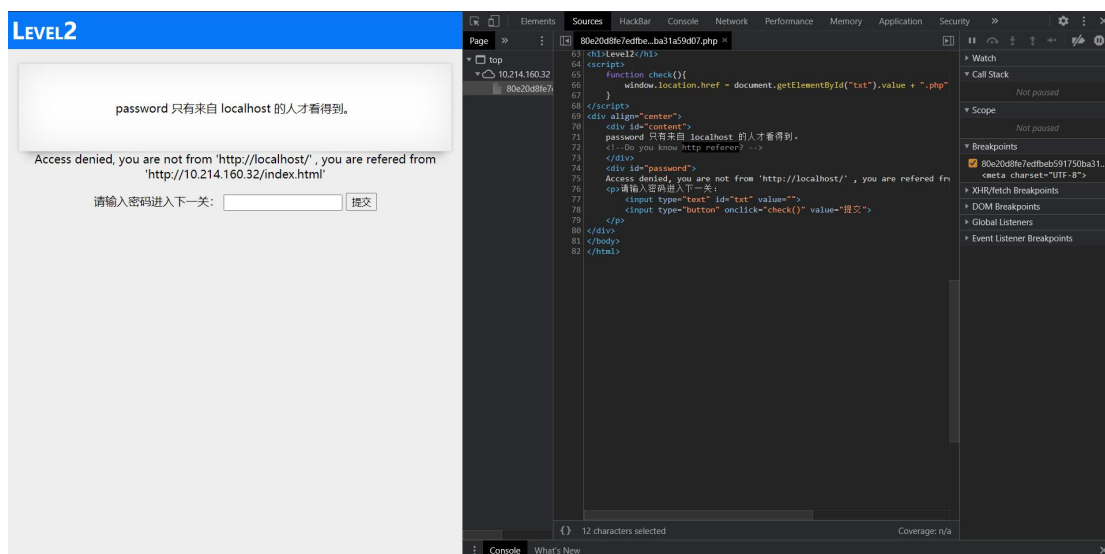 LEVEL2
password 只有来自 localhost 的人才看得到。
Access denied, you are not from 'http://localhost/' , you are refered from
'http://10.214.160.32/index.html'
请输入密码进入下一关： 提交
Elements Sources HackBar Console Network Performance Memory Application Security »
Page » 80e20d8fe7edfbe...ba31a59d07.php ×
top
10.214.160.32
80e20d8fe7
63 <h1>Level2</h1>
64 <script>
65 function check(){
66 window.location.href = document.getElementById("txt").value + ".php"
67 }
68 </script>
69 <div align="center">
70 <div id="content">
71 password 只有来自 localhost 的人才看得到。
72 <!--Do you know http referer? -->
73 </div>
74 <div id="password">
75 Access denied, you are not from 'http://localhost/' , you are refered fr
76 <p>请输入密码进入下一关：
77 <input type="text" id="txt" value="">
78 <input type="button" onclick="check()" value="提交">
79 </p>
80 </div>
81 </body>
82 </html>
{} 12 characters selected Coverage: n/a
Watch
Call Stack
Not paused
Scope
Not paused
Breakpoints
80e20d8fe7edfbeb591750ba31...
<meta charset="UTF-8">
XHR/fetch Breakpoints
DOM Breakpoints
Global Listeners
Event Listener Breakpoints
Console What's New